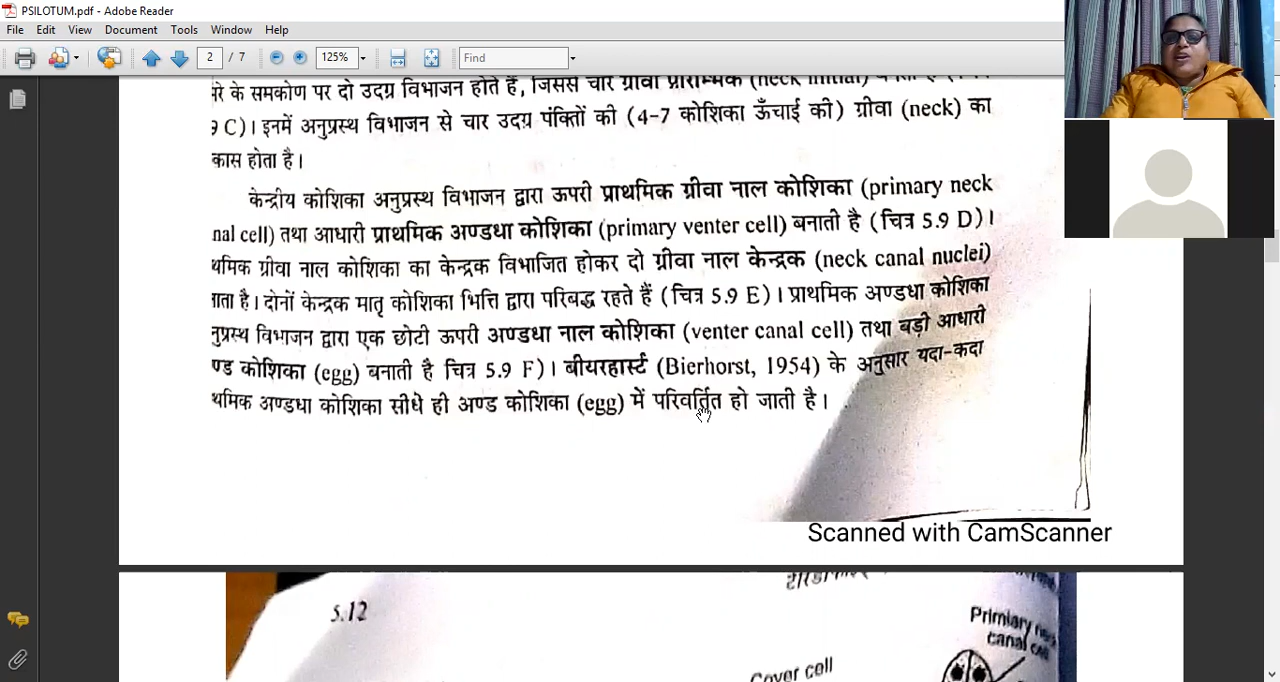 PSILOTUM.pdf - Adobe Reader
File Edit View Document Tools Window Help
2 / 7 125% Find
रे के समकोण पर दो उदग्र विभाजन होते हैं, जिससे चार ग्रीवा प्रारम्भिक (neck initial)
9 C)। इनमें अनुप्रस्थ विभाजन से चार उदग्र पंक्तियों की (4-7 कोशिका ऊँचाई की) ग्रीवा (neck) का
कास होता है।
केन्द्रीय कोशिका अनुप्रस्थ विभाजन द्वारा ऊपरी प्राथमिक ग्रीवा नाल कोशिका (primary neck
nal cell) तथा आधारी प्राथमिक अण्डधा कोशिका (primary venter cell) बनाती है (चित्र 5.9 D)।
थमिक ग्रीवा नाल कोशिका का केन्द्रक विभाजित होकर दो ग्रीवा नाल केन्द्रक (neck canal nuclei)
नाता है। दोनों केन्द्रक मातृ कोशिका भित्ति द्वारा परिबद्ध रहते हैं (चित्र 5.9 E)। प्राथमिक अण्डधा कोशिका
नुप्रस्थ विभाजन द्वारा एक छोटी ऊपरी अण्डधा नाल कोशिका (venter canal cell) तथा बड़ी आधारी
ण्ड कोशिका (egg) बनाती है चित्र 5.9 F)। बीयरहार्स्ट (Bierhorst, 1954) के अनुसार यदा-कदा
थमिक अण्डधा कोशिका सीधे ही अण्ड कोशिका (egg) में परिवर्तित हो जाती है।
Scanned with CamScanner
5.12
Primlary
canal
Cover cell